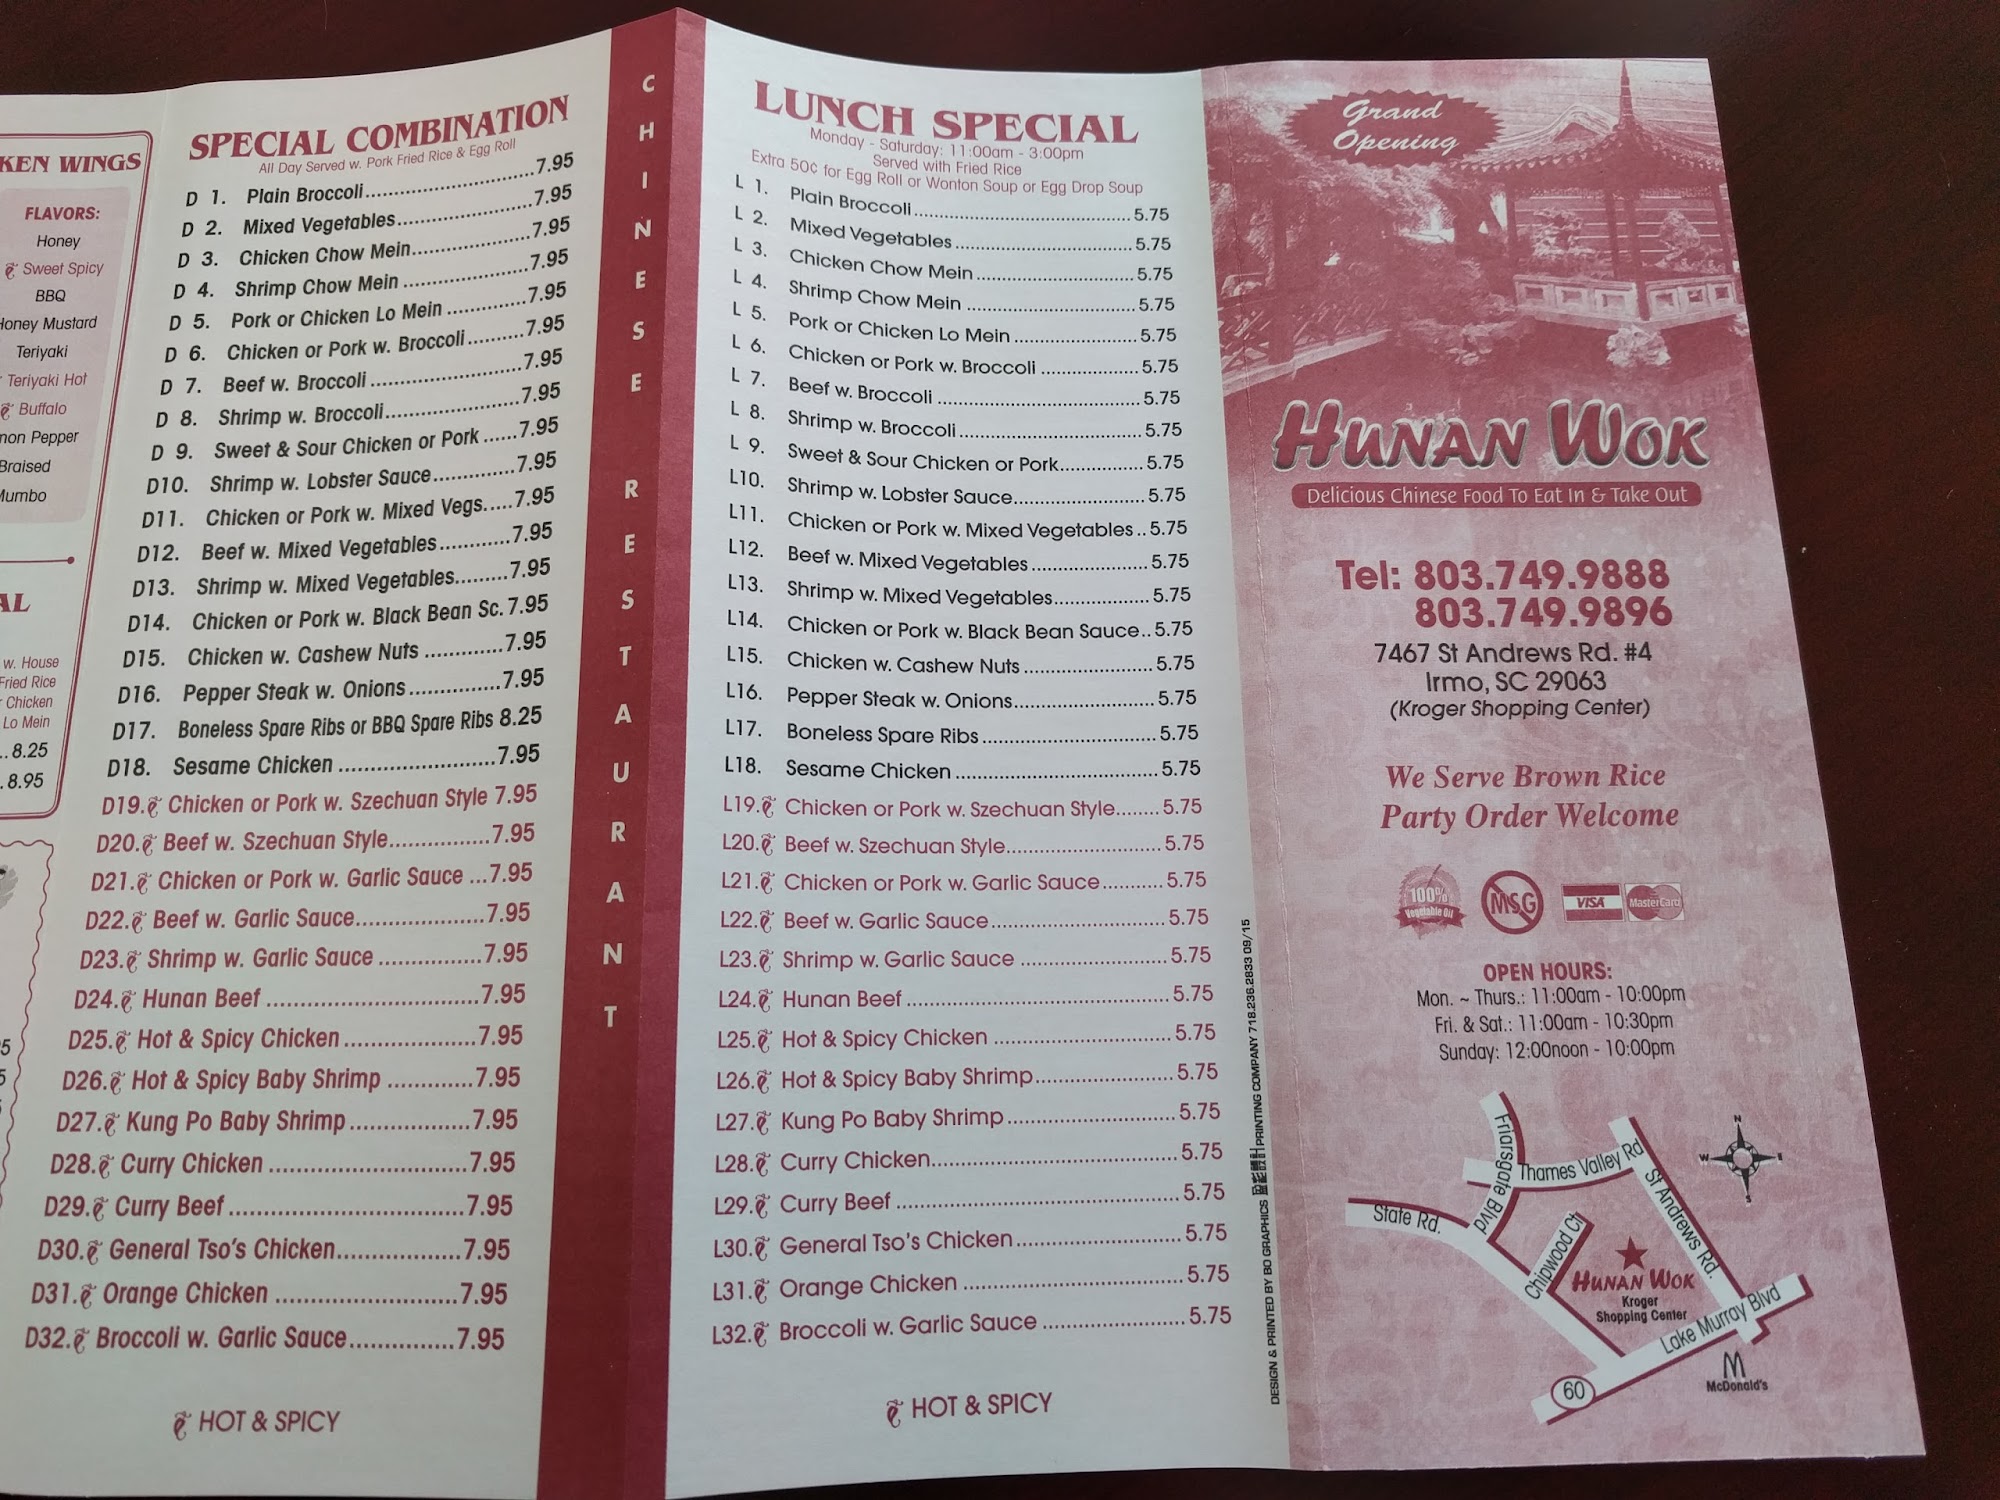 KEN WINGS
FLAVORS:
Honey
Sweet Spicy
BBQ
Honey Mustard
Teriyaki
Teriyaki Hot
Buffalo
Pepper
Braised
Mumbo
AL
w. House
Fried Rice
Chicken
Lo Mein
..8.25
.8.95
SPECIAL COMBINATION
All Day Served w. Pork Fried Rice & Egg Roll
D 1. Plain Broccoli 7.95
D 2. Mixed Vegetables 7.95
D 3. Chicken Chow Mein 7.95
D 4. Shrimp Chow Mein 7.95
D 5. Pork or Chicken Lo Mein 7.95
D 6. Chicken or Pork w. Broccoli 7.95
D 7. Beef w. Broccoli 7.95
D 8. Shrimp w. Broccoli 7.95
D 9. Sweet & Sour Chicken or Pork 7.95
D10. Shrimp w. Lobster Sauce 7.95
D11. Chicken or Pork w. Mixed Vegs. 7.95
D12. Beef w. Mixed Vegetables 7.95
D13. Shrimp w. Mixed Vegetables 7.95
D14. Chicken or Pork w. Black Bean Sc. 7.95
D15. Chicken w. Cashew Nuts 7.95
D16. Pepper Steak w. Onions 7.95
D17. Boneless Spare Ribs or BBQ Spare Ribs 8.25
D18. Sesame Chicken 7.95
D19. Chicken or Pork w. Szechuan Style 7.95
D20. Beef w. Szechuan Style 7.95
D21. Chicken or Pork w. Garlic Sauce 7.95
D22. Beef w. Garlic Sauce 7.95
D23. Shrimp w. Garlic Sauce 7.95
D24. Hunan Beef 7.95
D25. Hot & Spicy Chicken 7.95
D26. Hot & Spicy Baby Shrimp 7.95
D27. Kung Po Baby Shrimp 7.95
D28. Curry Chicken 7.95
D29. Curry Beef 7.95
D30. General Tso's Chicken 7.95
D31. Orange Chicken 7.95
D32. Broccoli w. Garlic Sauce 7.95
HOT & SPICY
CHINESE RESTAURANT
LUNCH SPECIAL
Monday - Saturday: 11:00am - 3:00pm
Served with Fried Rice
Extra 50¢ for Egg Roll or Wonton Soup or Egg Drop Soup
L 1. Plain Broccoli 5.75
L 2. Mixed Vegetables 5.75
L 3. Chicken Chow Mein 5.75
L 4. Shrimp Chow Mein 5.75
L 5. Pork or Chicken Lo Mein 5.75
L 6. Chicken or Pork w. Broccoli 5.75
L 7. Beef w. Broccoli 5.75
L 8. Shrimp w. Broccoli 5.75
L 9. Sweet & Sour Chicken or Pork 5.75
L10. Shrimp w. Lobster Sauce 5.75
L11. Chicken or Pork w. Mixed Vegetables 5.75
L12. Beef w. Mixed Vegetables 5.75
L13. Shrimp w. Mixed Vegetables 5.75
L14. Chicken or Pork w. Black Bean Sauce 5.75
L15. Chicken w. Cashew Nuts 5.75
L16. Pepper Steak w. Onions 5.75
L17. Boneless Spare Ribs 5.75
L18. Sesame Chicken 5.75
L19. Chicken or Pork w. Szechuan Style 5.75
L20. Beef w. Szechuan Style 5.75
L21. Chicken or Pork w. Garlic Sauce 5.75
L22. Beef w. Garlic Sauce 5.75
L23. Shrimp w. Garlic Sauce 5.75
L24. Hunan Beef 5.75
L25. Hot & Spicy Chicken 5.75
L26. Hot & Spicy Baby Shrimp 5.75
L27. Kung Po Baby Shrimp 5.75
L28. Curry Chicken 5.75
L29. Curry Beef 5.75
L30. General Tso's Chicken 5.75
L31. Orange Chicken 5.75
L32. Broccoli w. Garlic Sauce 5.75
HOT & SPICY
DESIGN & PRINTED BY BO GRAPHICS PRINTING COMPANY 718.236.2833 09/15
Grand
Opening
HUNAN WOK
Delicious Chinese Food To Eat In & Take Out
Tel: 803.749.9888
803.749.9896
7467 St Andrews Rd. #4
Irmo, SC 29063
(Kroger Shopping Center)
We Serve Brown Rice
Party Order Welcome
100%
Vegetable Oil
MSG
VISA
MasterCard
OPEN HOURS:
Mon. ~ Thurs.: 11:00am - 10:00pm
Fri. & Sat.: 11:00am - 10:30pm
Sunday: 12:00noon - 10:00pm
Friarsgate Blvd
Thames Valley Rd
St Andrews Rd.
State Rd.
Chipwood Ct
N
W
E
S
HUNAN WOK
Kroger
Shopping Center
Lake Murray Blvd
60
M
McDonald's